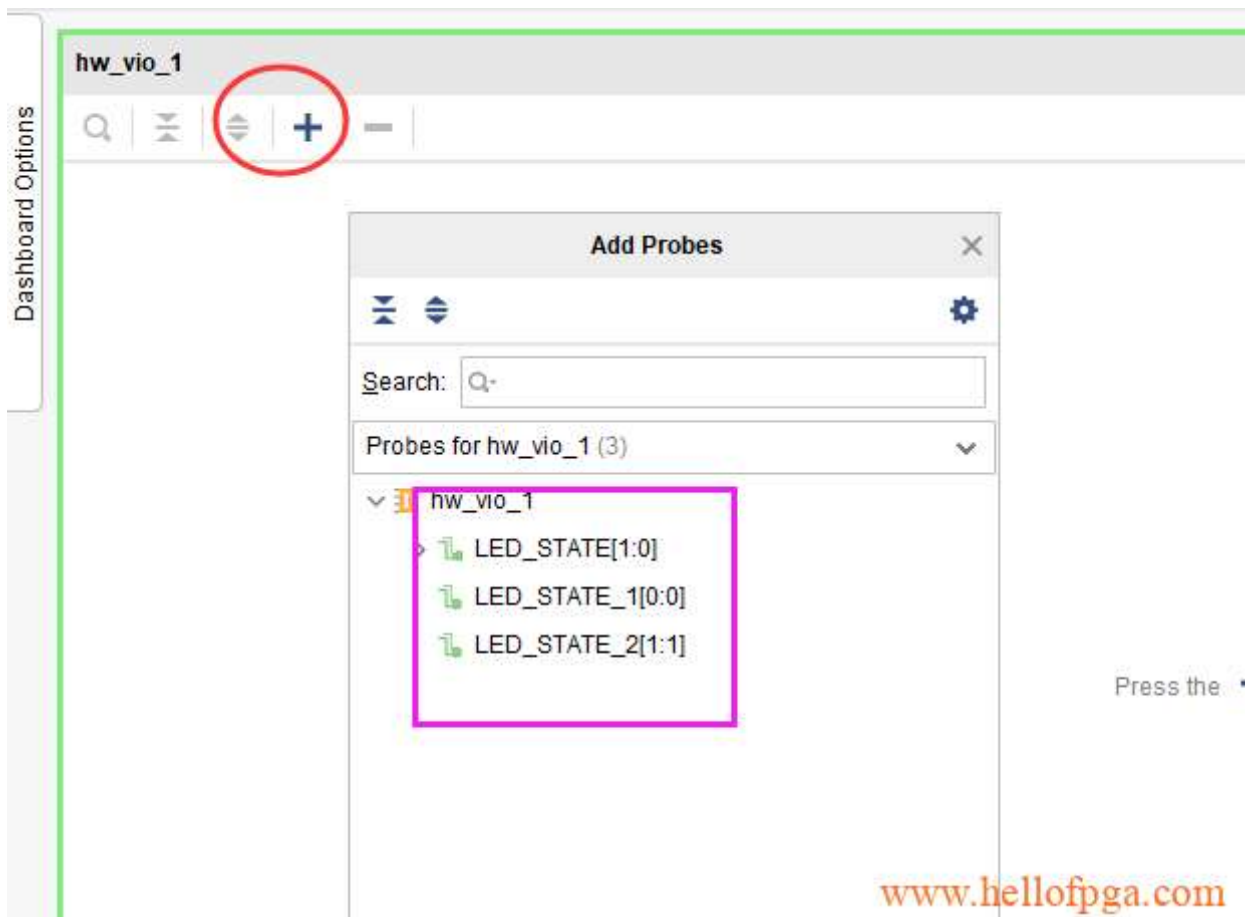 hw_vio_1
Dashboard Options
Add Probes
Search:
Probes for hw_vio_1 (3)
hw_vio_1
LED_STATE[1:0]
LED_STATE_1[0:0]
LED_STATE_2[1:1]
Press the
www.hellofpga.com